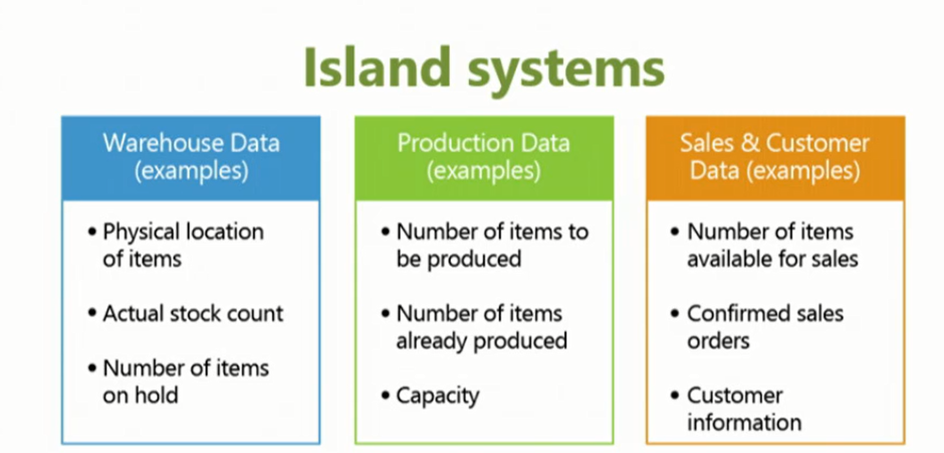 Island systems
Warehouse Data
(examples)
• Physical location
of items
• Actual stock count
• Number of items
on hold
Production Data
(examples)
• Number of items to
be produced
• Number of items
already produced
• Capacity
Sales & Customer
Data (examples)
• Number of items
available for sales
• Confirmed sales
orders
• Customer
information